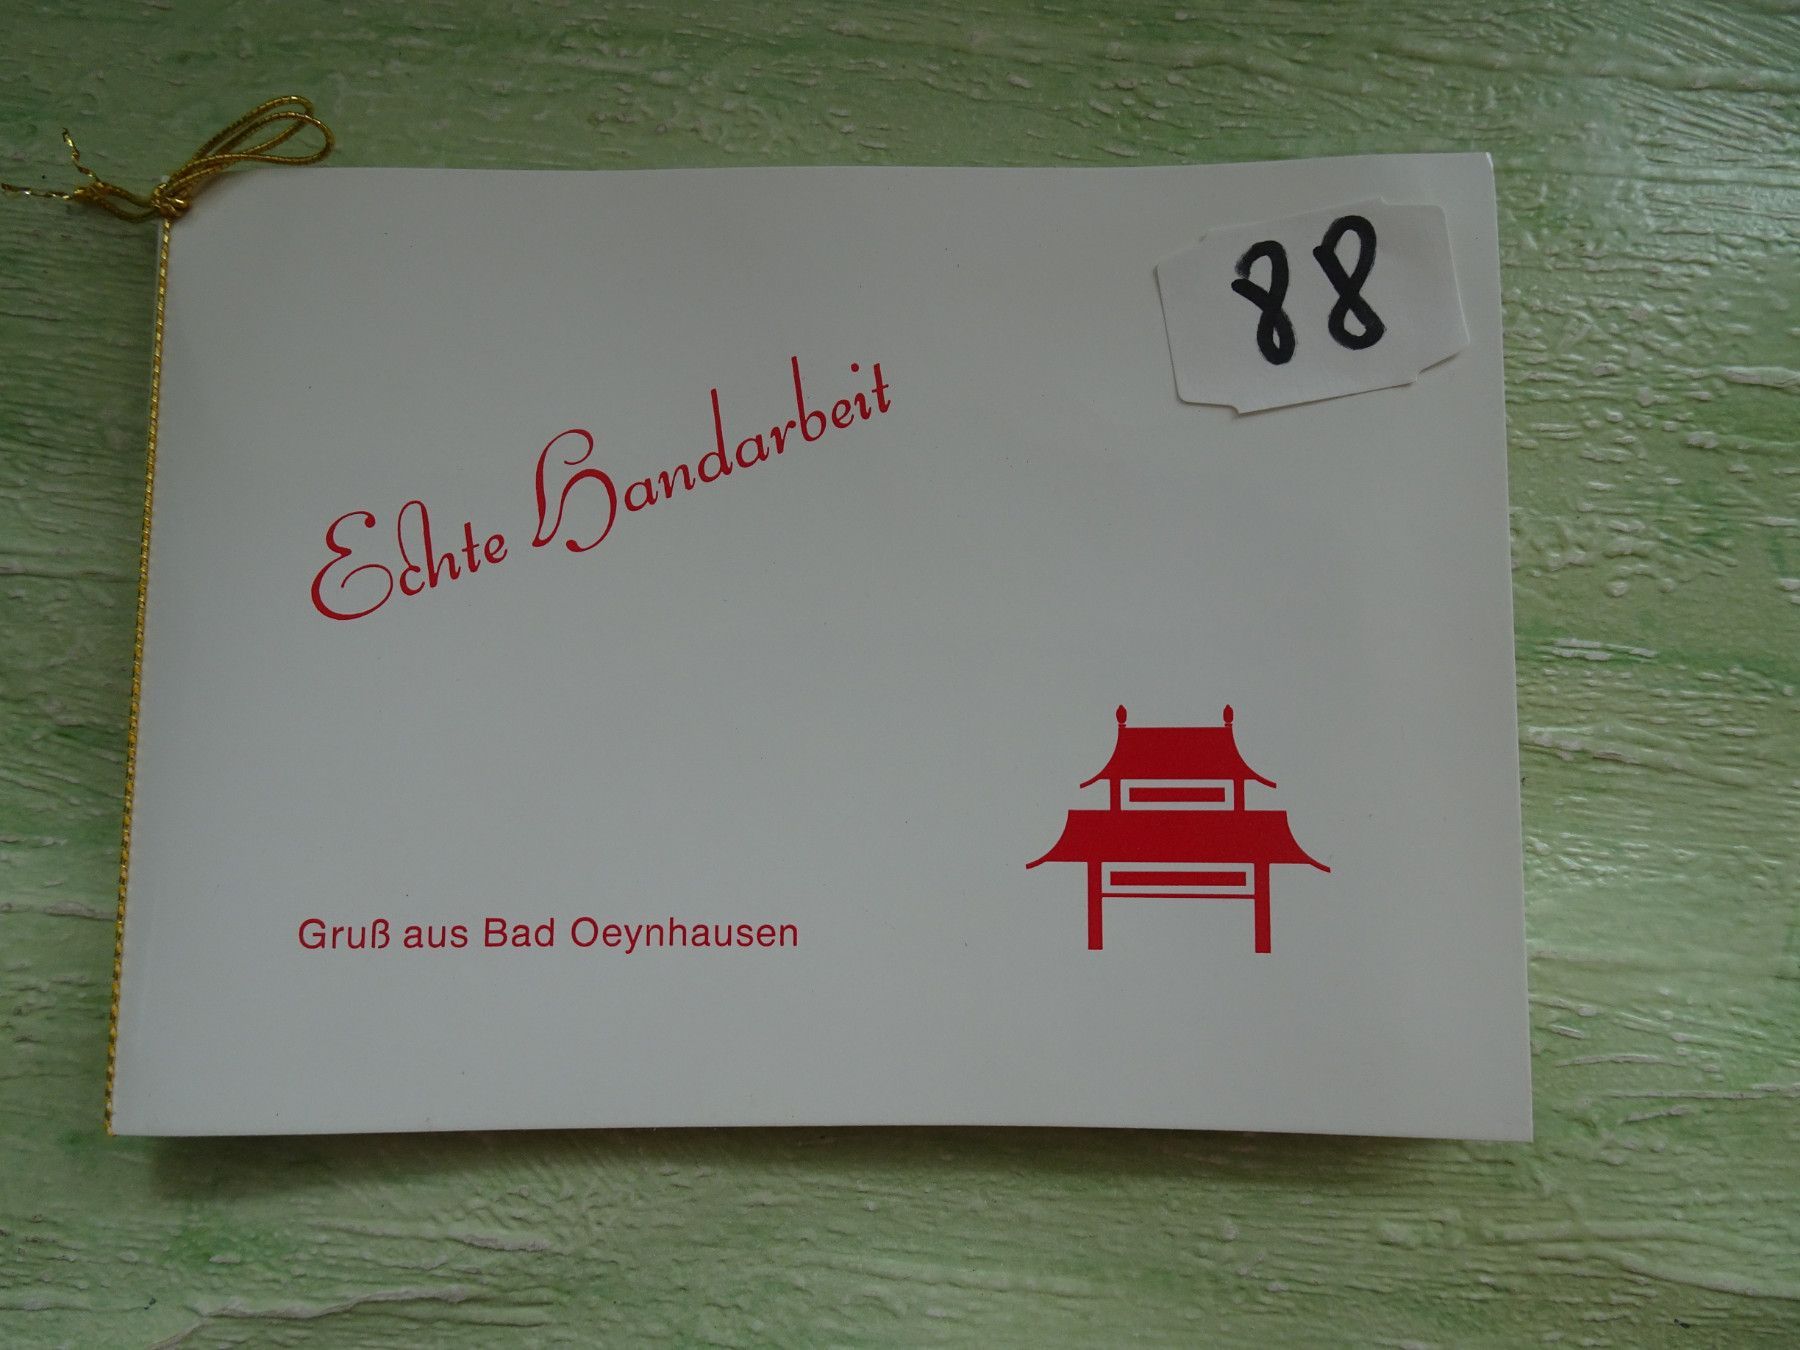 88
Echte Handarbeit
Gruß aus Bad Oeynhausen